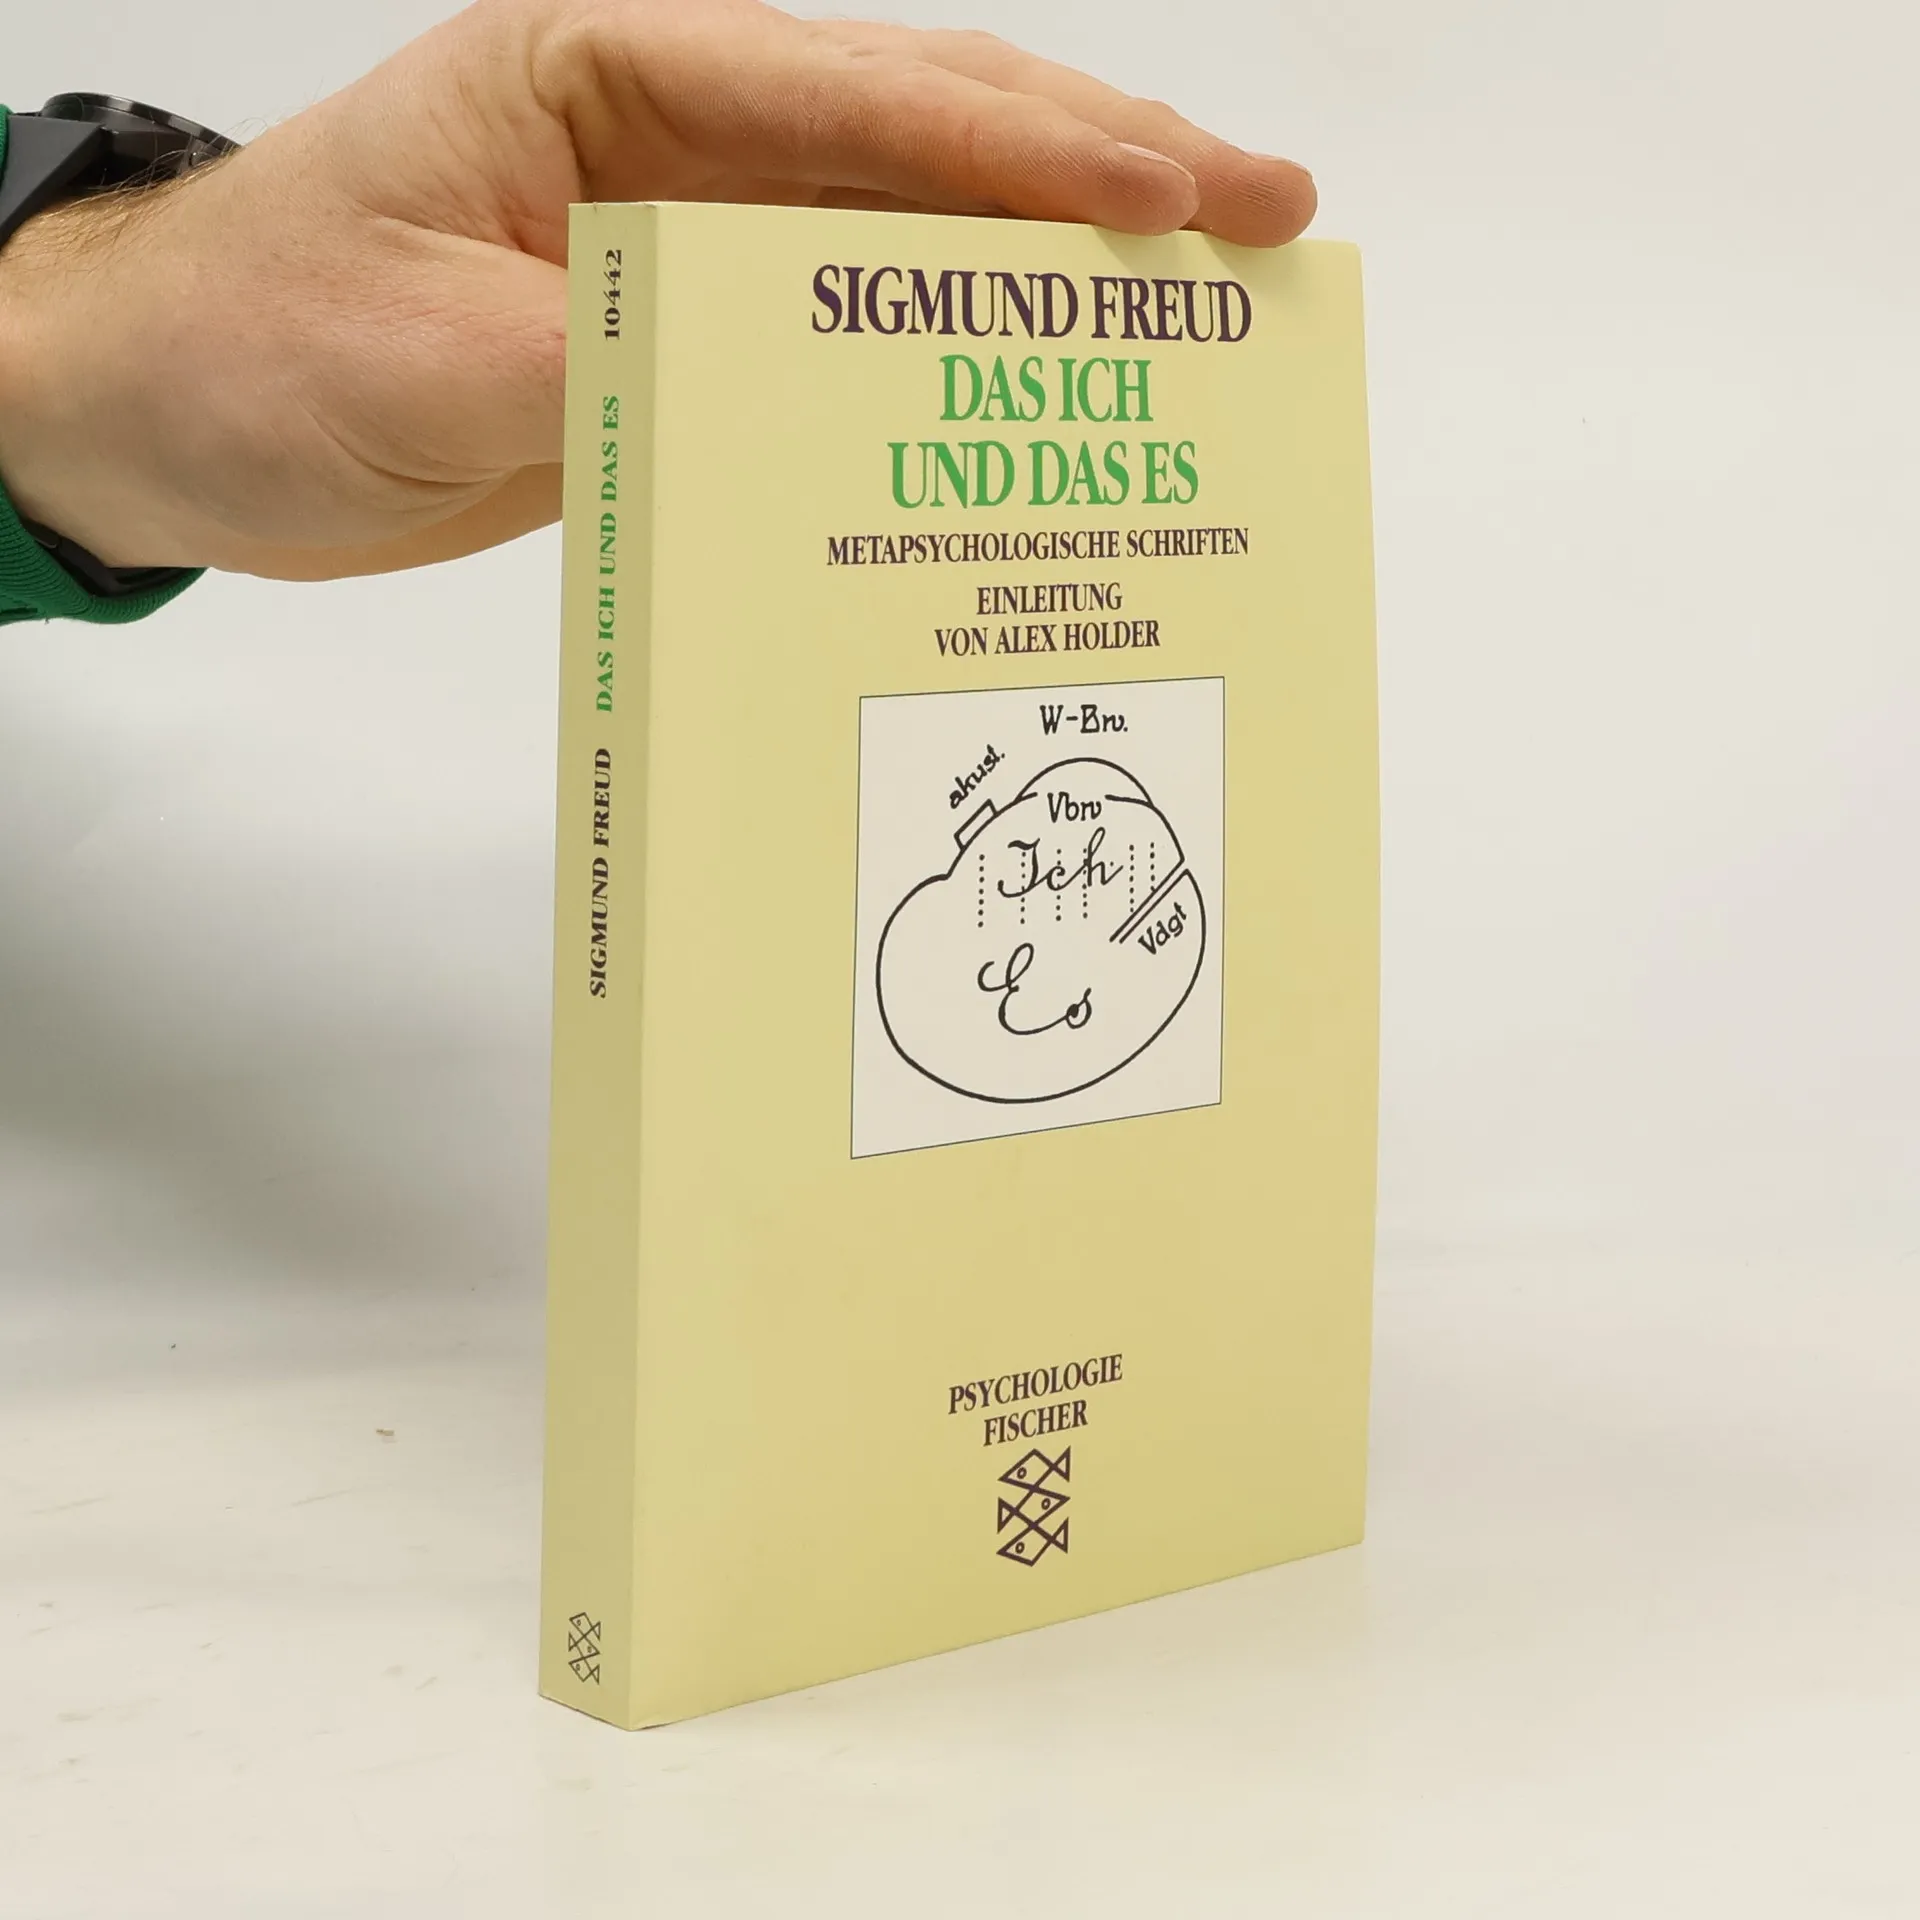 SIGMUND FREUD DAS ICH UND DAS ES 10442
SIGMUND FREUD
DAS ICH
UND DAS ES
METAPSYCHOLOGISCHE SCHRIFTEN
EINLEITUNG
VON ALEX HOLDER
W-Bw.
akust.
Vbw
Ich
Vdgt
Es
PSYCHOLOGIE
FISCHER